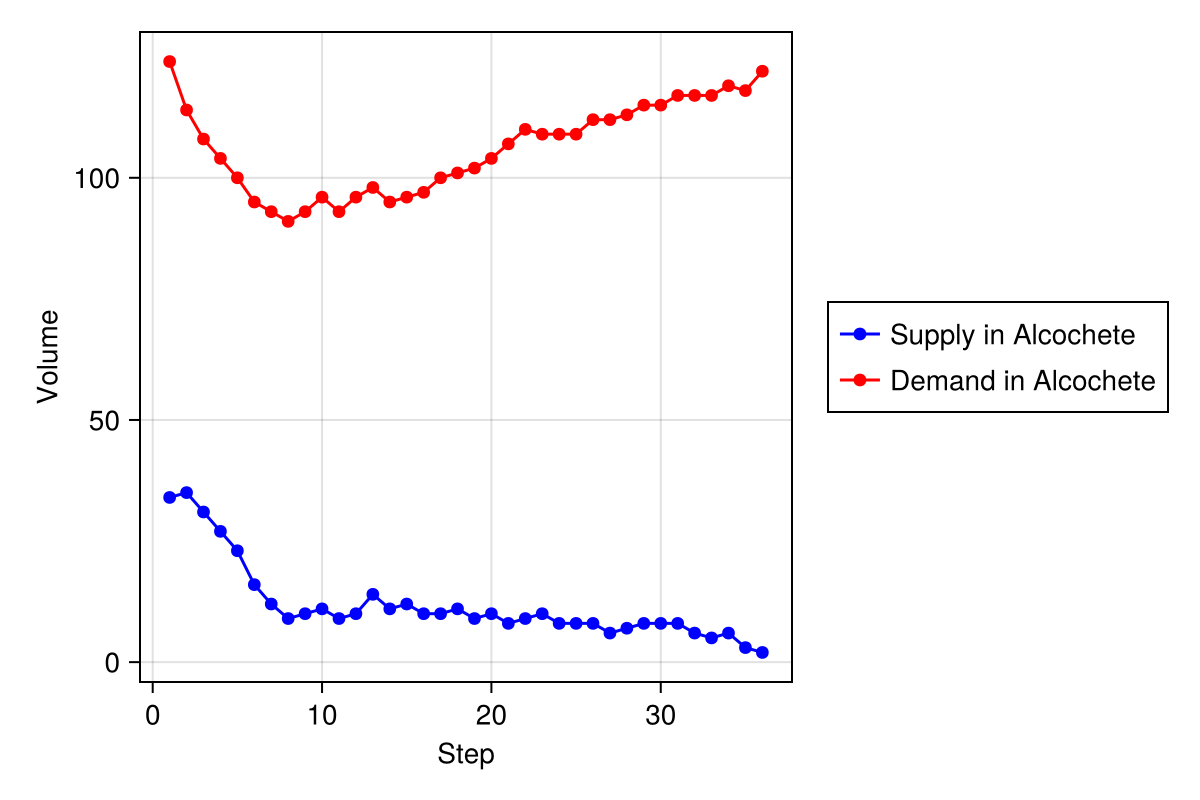 Volume
100
50
0
0 10 20 30
Step
Supply in Alcochete
Demand in Alcochete